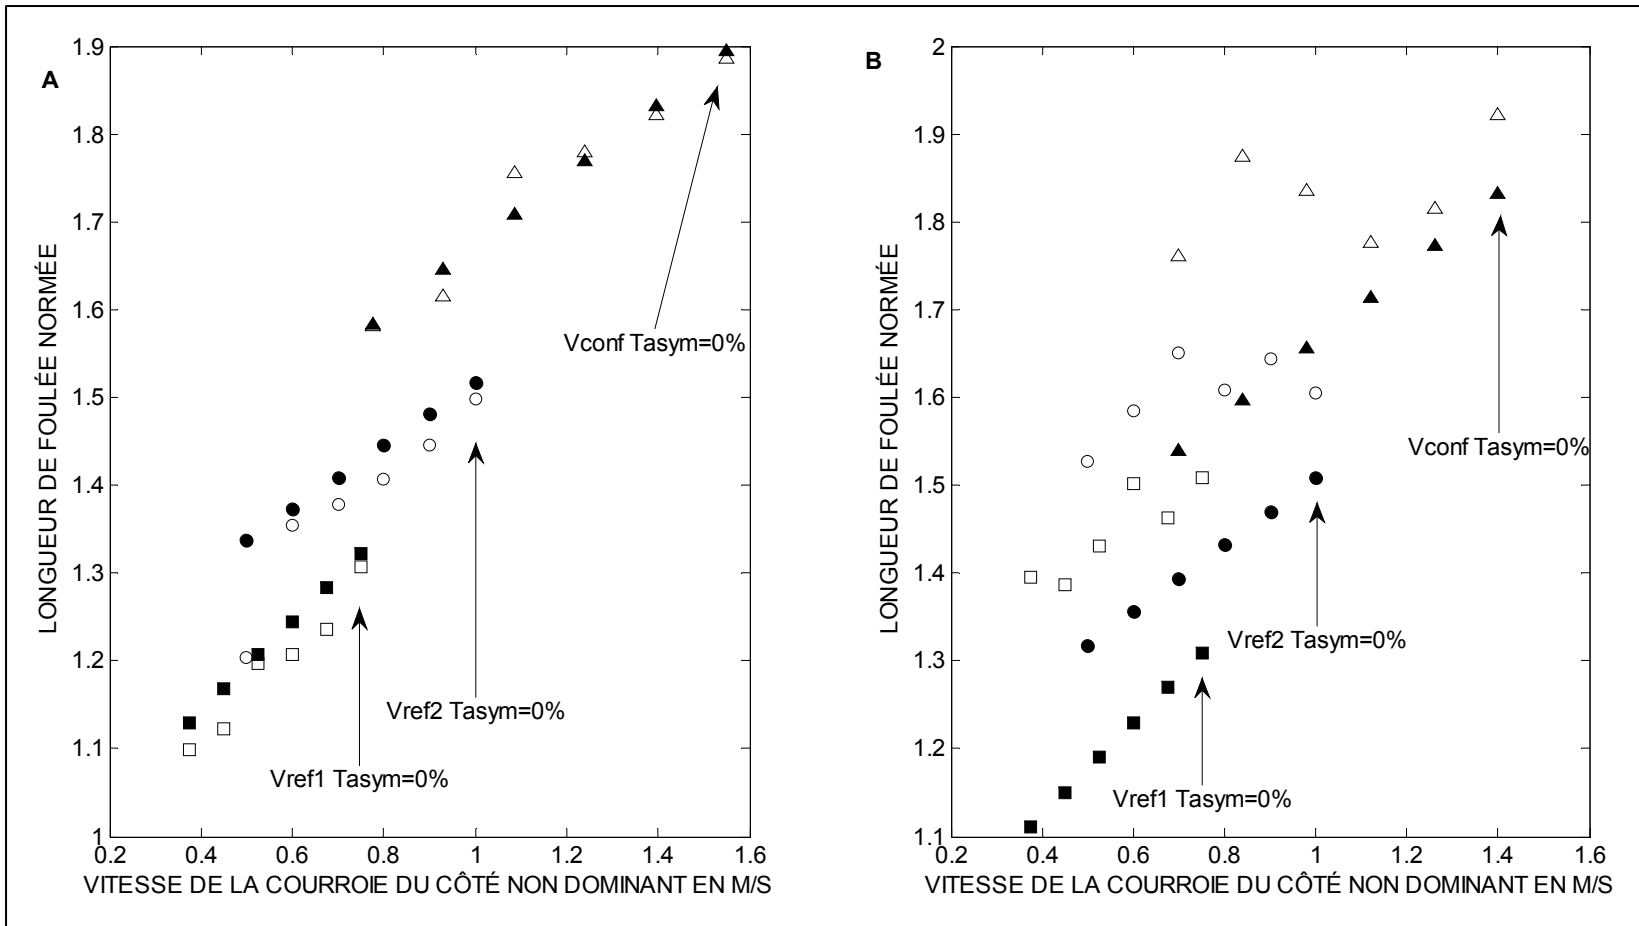 A
LONGUEUR DE FOULÉE NORMÉE
1.9
1.8
1.7
1.6
1.5
1.4
1.3
1.2
1.1
1
Vconf Tasym=0%
Vref2 Tasym=0%
Vref1 Tasym=0%
0.2 0.4 0.6 0.8 1 1.2 1.4 1.6
VITESSE DE LA COURROIE DU CÔTÉ NON DOMINANT EN M/S
B
LONGUEUR DE FOULÉE NORMÉE
2
1.9
1.8
1.7
1.6
1.5
1.4
1.3
1.2
1.1
Vconf Tasym=0%
Vref2 Tasym=0%
Vref1 Tasym=0%
0.2 0.4 0.6 0.8 1 1.2 1.4 1.6
VITESSE DE LA COURROIE DU CÔTÉ NON DOMINANT EN M/S